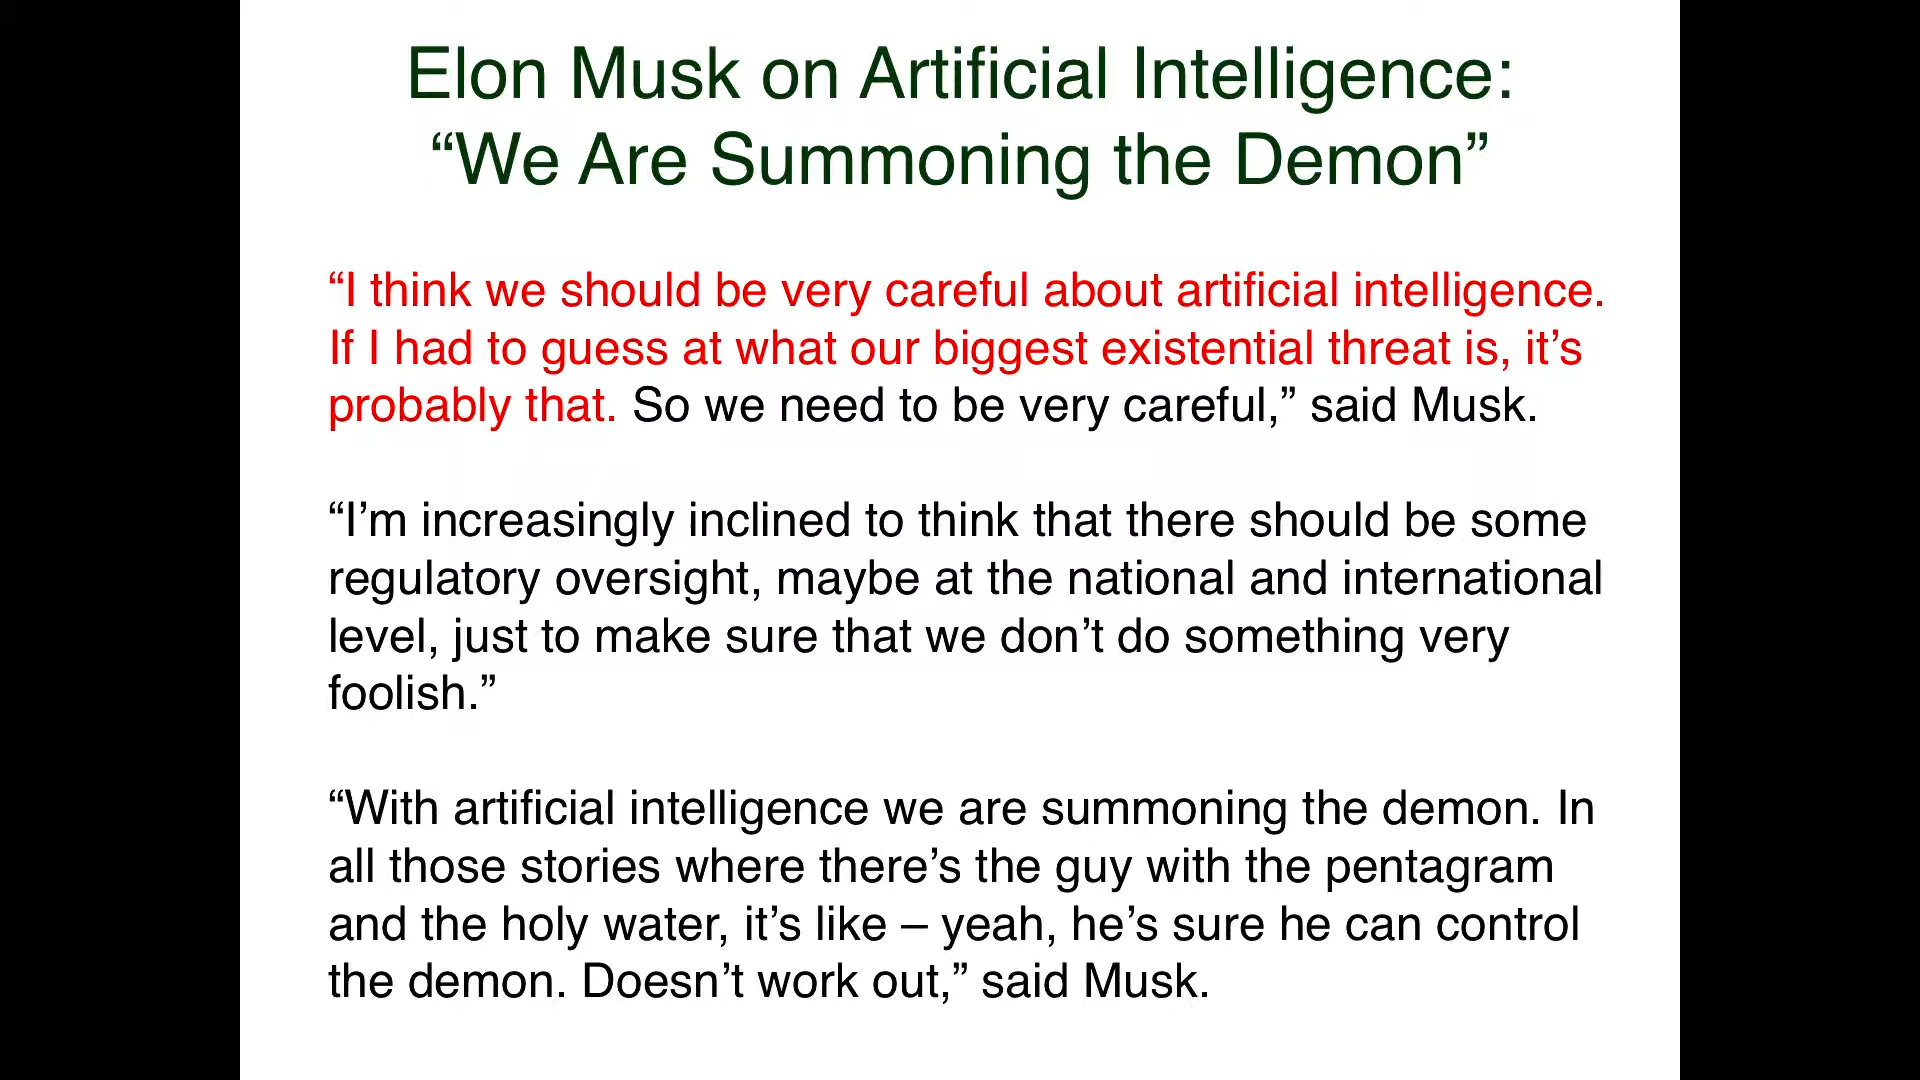 Elon Musk on Artificial Intelligence:
“We Are Summoning the Demon”
“I think we should be very careful about artificial intelligence.
If I had to guess at what our biggest existential threat is, it’s
probably that. So we need to be very careful,” said Musk.
“I’m increasingly inclined to think that there should be some
regulatory oversight, maybe at the national and international
level, just to make sure that we don’t do something very
foolish.”
“With artificial intelligence we are summoning the demon. In
all those stories where there’s the guy with the pentagram
and the holy water, it’s like – yeah, he’s sure he can control
the demon. Doesn’t work out,” said Musk.